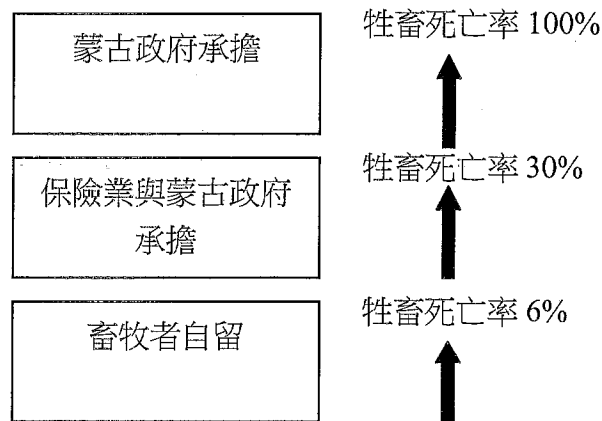 蒙古政府承擔
牲畜死亡率 100%
保險業與蒙古政府
承擔
牲畜死亡率 30%
畜牧者自留
牲畜死亡率 6%